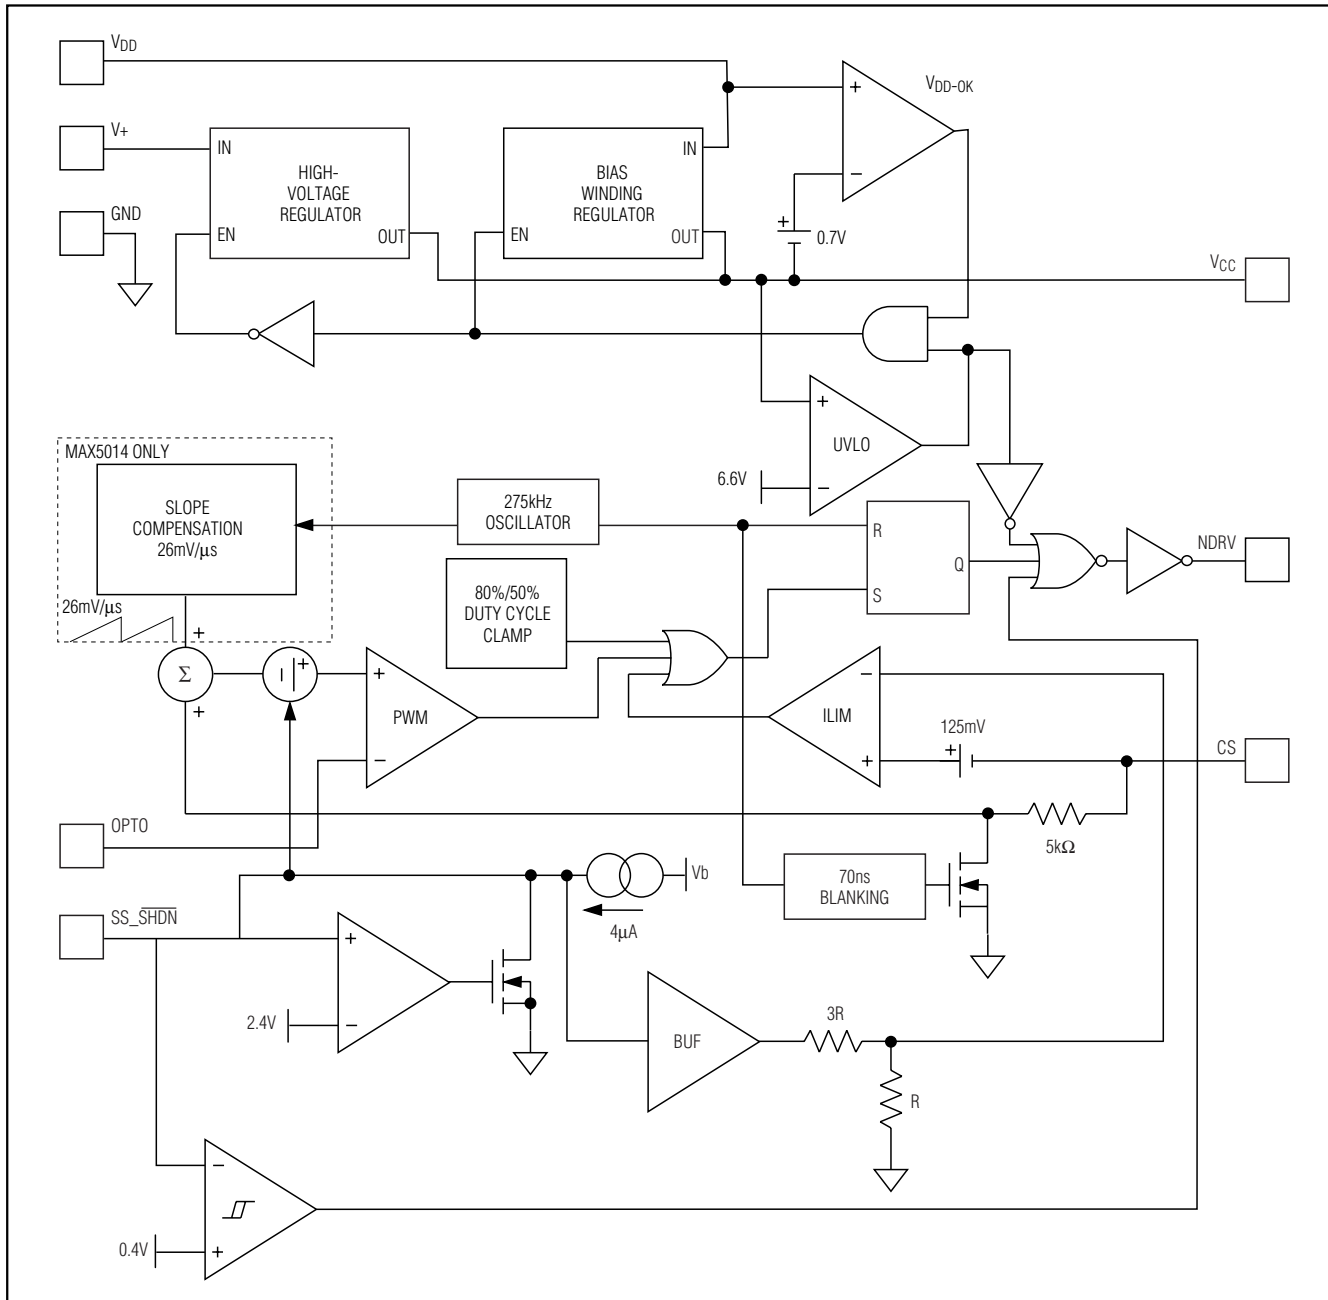 VDD
VDD-OK
V+
IN
HIGH-
VOLTAGE
REGULATOR
EN
OUT
BIAS
WINDING
REGULATOR
IN
EN
OUT
+
−
+
0.7V
GND
VCC
MAX5014 ONLY
SLOPE
COMPENSATION
26mV/μs
26mV/μs
275kHz
OSCILLATOR
+
UVLO
6.6V
−
R
Q
S
NDRV
80%/50%
DUTY CYCLE
CLAMP
+
Σ
+
+
+
PWM
−
−
ILIM
+
125mV
+
CS
OPTO
5kΩ
70ns
BLANKING
Vb
4μA
SS_S̅H̅D̅N̅
+
2.4V
−
BUF
3R
R
−
0.4V
+